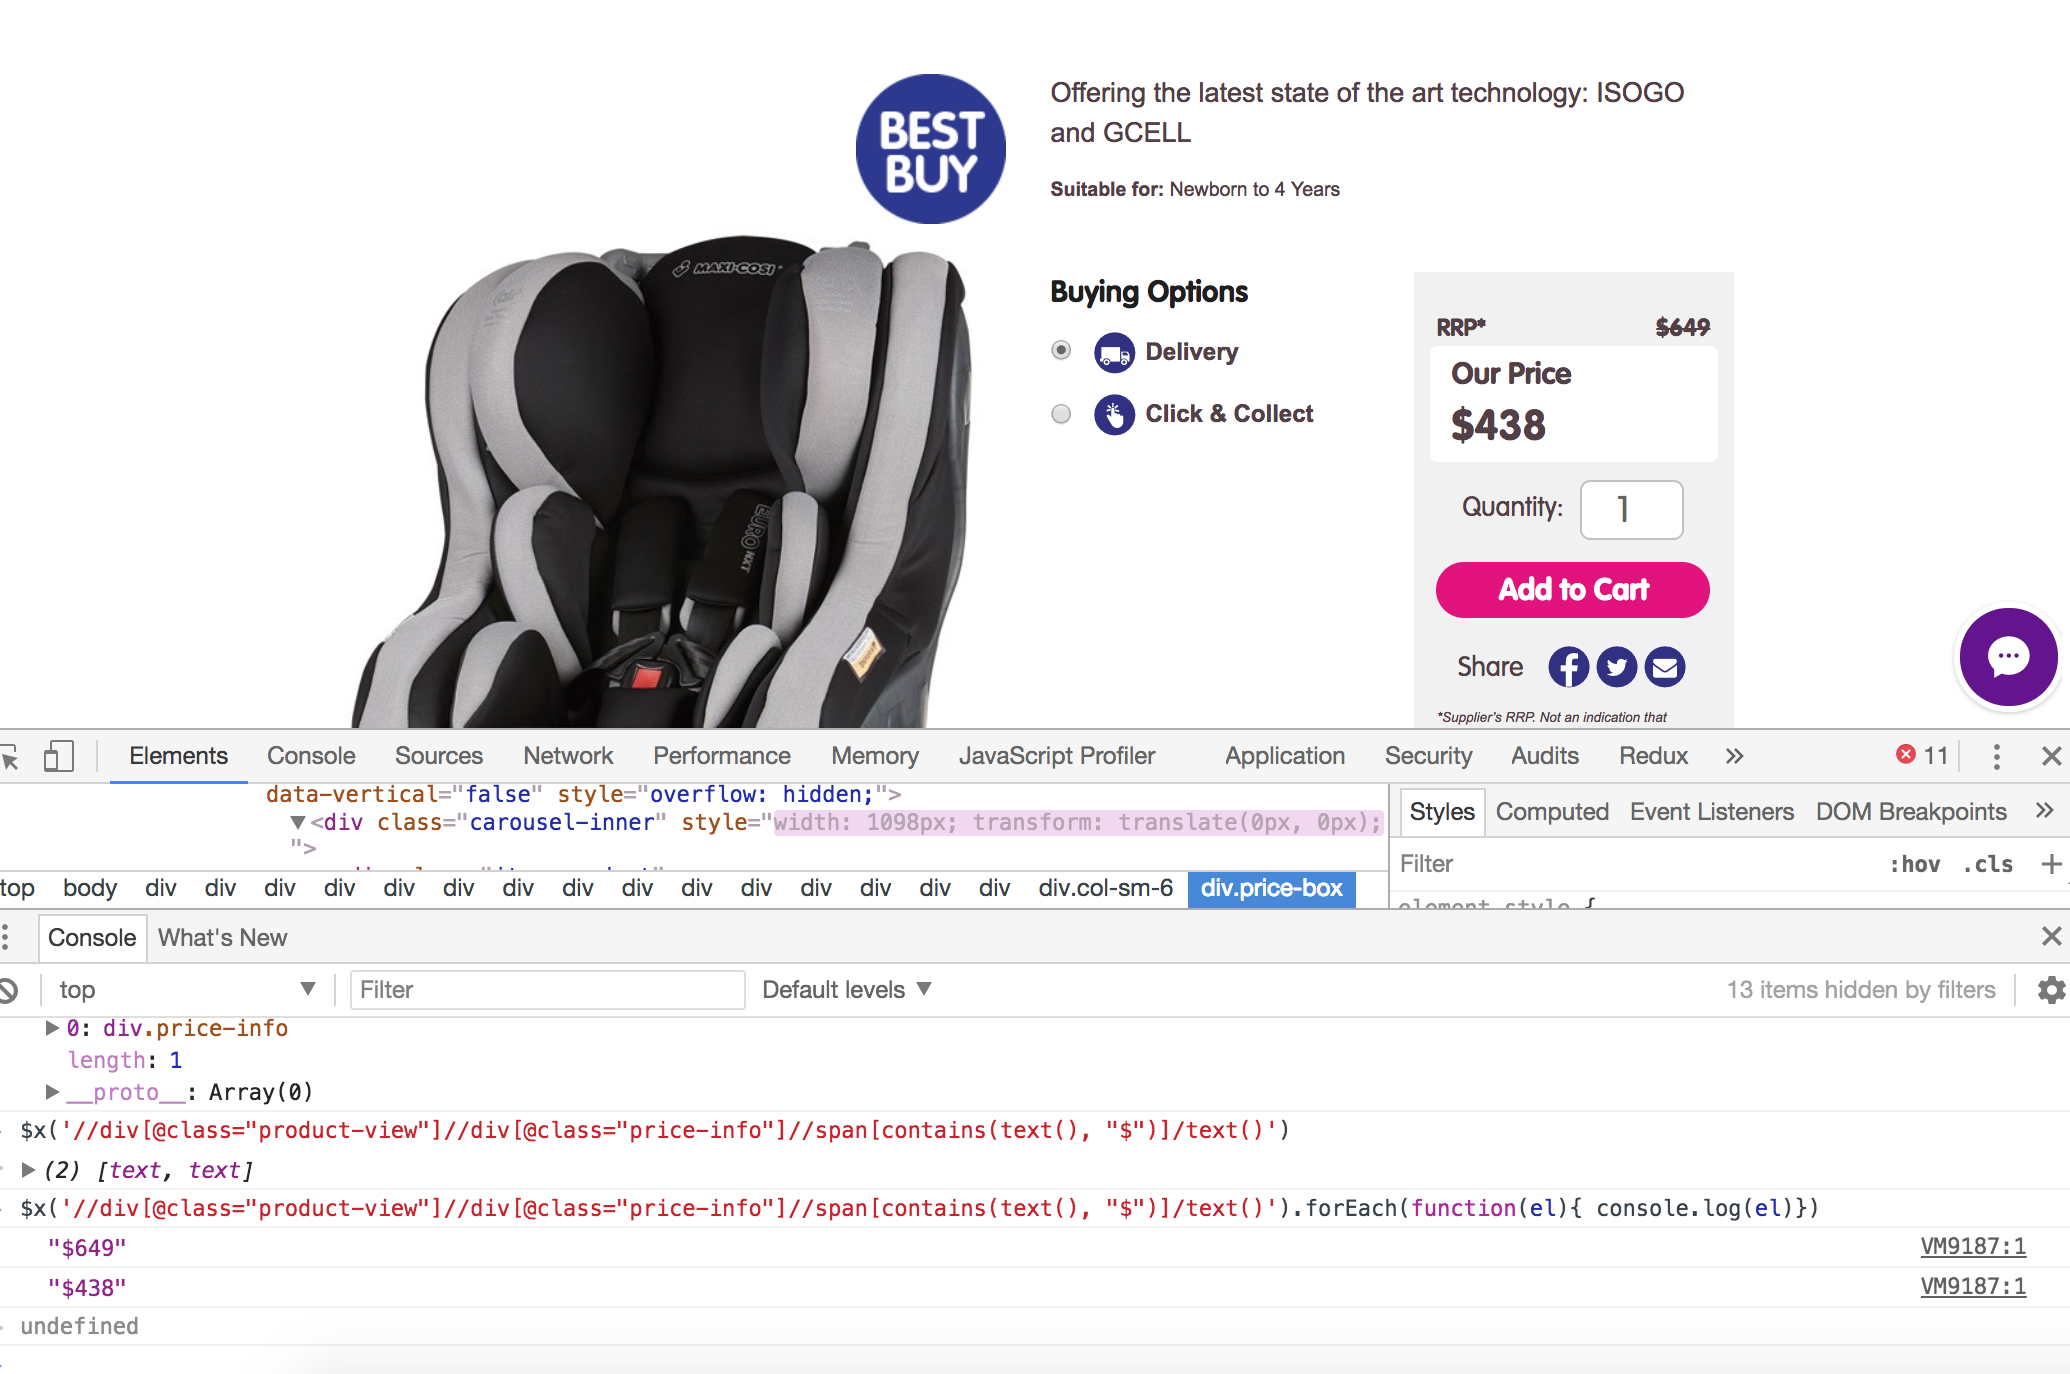 BEST
BUY
Offering the latest state of the art technology: ISOGO
and GCELL
Suitable for: Newborn to 4 Years
MAXI-COSI
EURO NXT
Buying Options
Delivery
Click & Collect
RRP* $649
Our Price
$438
Quantity: 1
Add to Cart
Share
*Supplier's RRP. Not an indication that
Elements Console Sources Network Performance Memory JavaScript Profiler Application Security Audits Redux » 11
data-vertical="false" style="overflow: hidden;">
▼<div class="carousel-inner" style="width: 1098px; transform: translate(0px, 0px);
">
top body div div div div div div div div div div div div div div div div.col-sm-6 div.price-box
Styles Computed Event Listeners DOM Breakpoints »
Filter :hov .cls +
element.style {
Console What's New
top ▼ Filter Default levels ▼ 13 items hidden by filters
▶0: div.price-info
length: 1
▶__proto__: Array(0)
$x('//div[@class="product-view"]//div[@class="price-info"]//span[contains(text(), "$")]/text()')
▶(2) [text, text]
$x('//div[@class="product-view"]//div[@class="price-info"]//span[contains(text(), "$")]/text()').forEach(function(el){ console.log(el)})
"$649" VM9187:1
"$438" VM9187:1
undefined